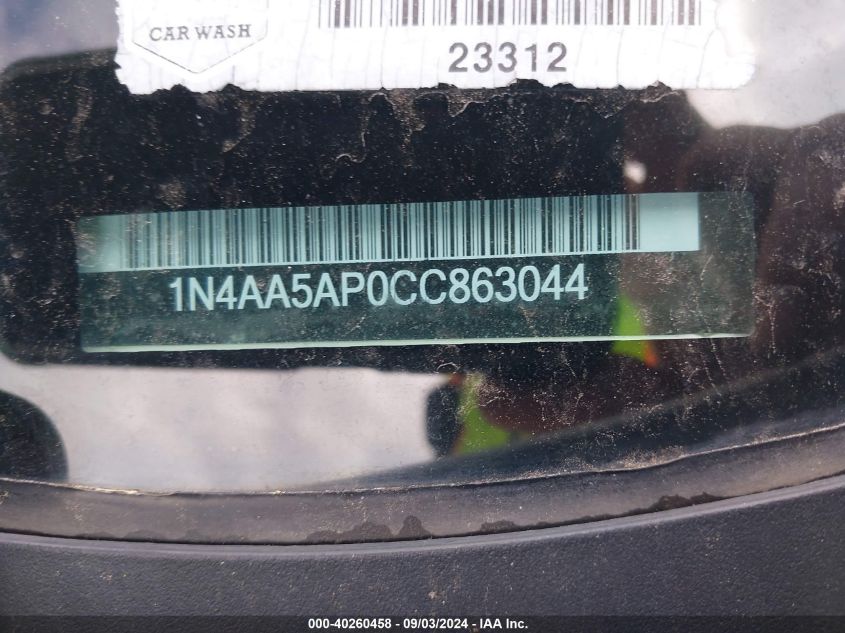 CAR WASH
23312
1N4AA5AP0CC863044
000-40260458 - 09/03/2024 - IAA Inc.